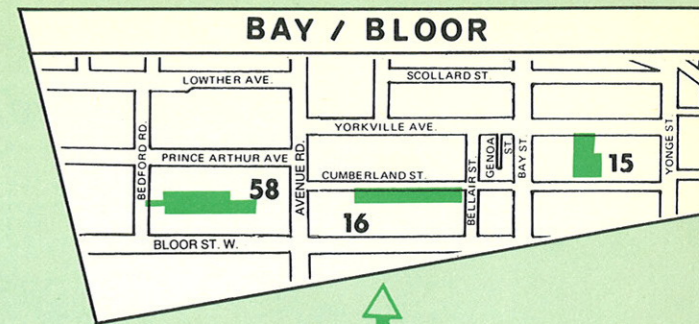 BAY / BLOOR
LOWTHER AVE.
SCOLLARD ST.
YORKVILLE AVE.
BEDFORD RD.
PRINCE ARTHUR AVE
AVENUE RD.
CUMBERLAND ST.
BELLAIR ST.
GENOA ST
BAY ST.
YONGE ST
15
58
16
BLOOR ST. W.